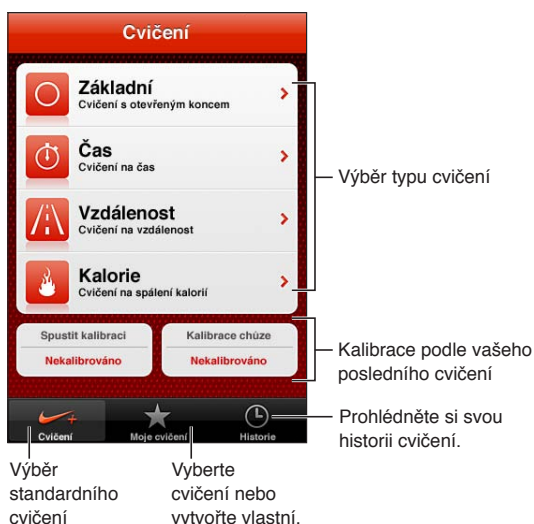 Cvičení
Základní
Cvičení s otevřeným koncem
Čas
Cvičení na čas
Vzdálenost
Cvičení na vzdálenost
Kalorie
Cvičení na spálení kalorií
Výběr typu cvičení
Spustit kalibraci
Nekalibrováno
Kalibrace chůze
Nekalibrováno
Kalibrace podle vašeho
posledního cvičení
Cvičení
Moje cvičení
Historie
Prohlédněte si svou
historii cvičení.
Výběr
standardního
cvičení
Vyberte
cvičení nebo
vytvořte vlastní.